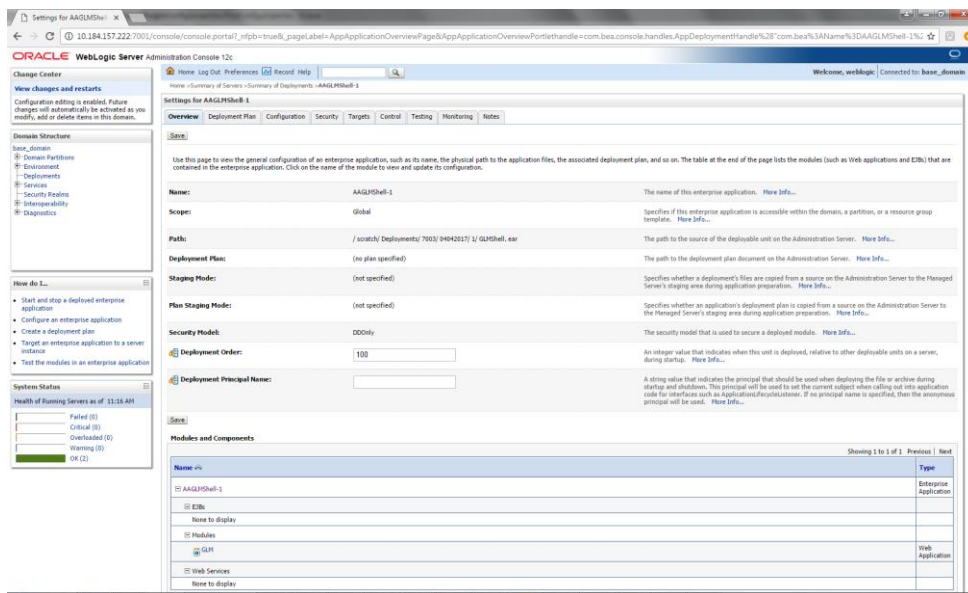 Settings for AAGLMShell
10.184.157.222:7001/console/console.portal?_nfpb=true&_pageLabel=AppApplicationOverviewPage&AppApplicationOverviewPortlethandle=com.bea.console.handles.AppDeploymentHandle%28"com.bea%3AName%3DAAGLMShell-1%2
ORACLE WebLogic Server Administration Console 12c
Change Center
View changes and restarts
Configuration editing is enabled. Future
changes will automatically be activated as you
modify, add or delete items in this domain.
Domain Structure
base_domain
Domain Partitions
Environment
Deployments
Services
Security Realms
Interoperability
Diagnostics
How do I...
Start and stop a deployed enterprise
application
Configure an enterprise application
Create a deployment plan
Target an enterprise application to a server
instance
Test the modules in an enterprise application
System Status
Health of Running Servers as of 11:16 AM
Failed (0)
Critical (0)
Overloaded (0)
Warning (0)
OK (2)
Home Log Out Preferences Record Help
Welcome, weblogic Connected to: base_domain
Home >Summary of Servers >Summary of Deployments >AAGLMShell-1
Settings for AAGLMShell-1
Overview Deployment Plan Configuration Security Targets Control Testing Monitoring Notes
Save
Use this page to view the general configuration of an enterprise application, such as its name, the physical path to the application files, the associated deployment plan, and so on. The table at the end of the page lists the modules (such as Web applications and EJBs) that are
contained in the enterprise application. Click on the name of the module to view and update its configuration.
Name: AAGLMShell-1 The name of this enterprise application. More Info...
Scope: Global Specifies if this enterprise application is accessible within the domain, a partition, or a resource group
template. More Info...
Path: / scratch/ Deployments/ 7003/ 04042017/ 1/ GLMShell. ear The path to the source of the deployable unit on the Administration Server. More Info...
Deployment Plan: (no plan specified) The path to the deployment plan document on the Administration Server. More Info...
Staging Mode: (not specified) Specifies whether a deployment's files are copied from a source on the Administration Server to the Managed
Server's staging area during application preparation. More Info...
Plan Staging Mode: (not specified) Specifies whether an application's deployment plan is copied from a source on the Administration Server to
the Managed Server's staging area during application preparation. More Info...
Security Model: DDOnly The security model that is used to secure a deployed module. More Info...
Deployment Order: 100 An integer value that indicates when this unit is deployed, relative to other deployable units on a server,
during startup. More Info...
Deployment Principal Name: A string value that indicates the principal that should be used when deploying the file or archive during
startup and shutdown. This principal will be used to set the current subject when calling out into application
code for interfaces such as ApplicationLifecycleListener. If no principal name is specified, then the anonymous
principal will be used. More Info...
Save
Modules and Components
Showing 1 to 1 of 1 Previous | Next
Name Type
AAGLMShell-1 Enterprise
Application
EJBs
None to display
Modules
GLM Web
Application
Web Services
None to display